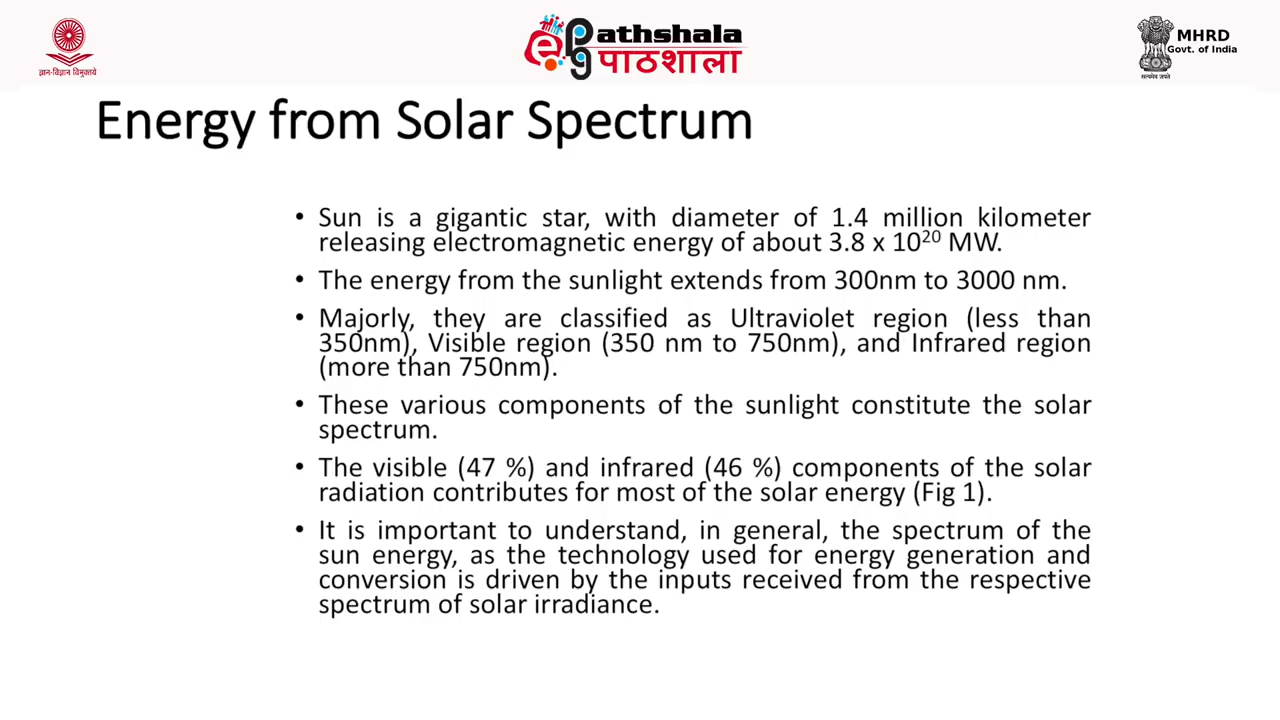 ज्ञान-विज्ञान विमुक्तये
ePG Pathshala
पाठशाला
MHRD
Govt. of India
सत्यमेव जयते
Energy from Solar Spectrum
• Sun is a gigantic star, with diameter of 1.4 million kilometer
releasing electromagnetic energy of about 3.8 x 10²⁰ MW.
• The energy from the sunlight extends from 300nm to 3000 nm.
• Majorly, they are classified as Ultraviolet region (less than
350nm), Visible region (350 nm to 750nm), and Infrared region
(more than 750nm).
• These various components of the sunlight constitute the solar
spectrum.
• The visible (47 %) and infrared (46 %) components of the solar
radiation contributes for most of the solar energy (Fig 1).
• It is important to understand, in general, the spectrum of the
sun energy, as the technology used for energy generation and
conversion is driven by the inputs received from the respective
spectrum of solar irradiance.